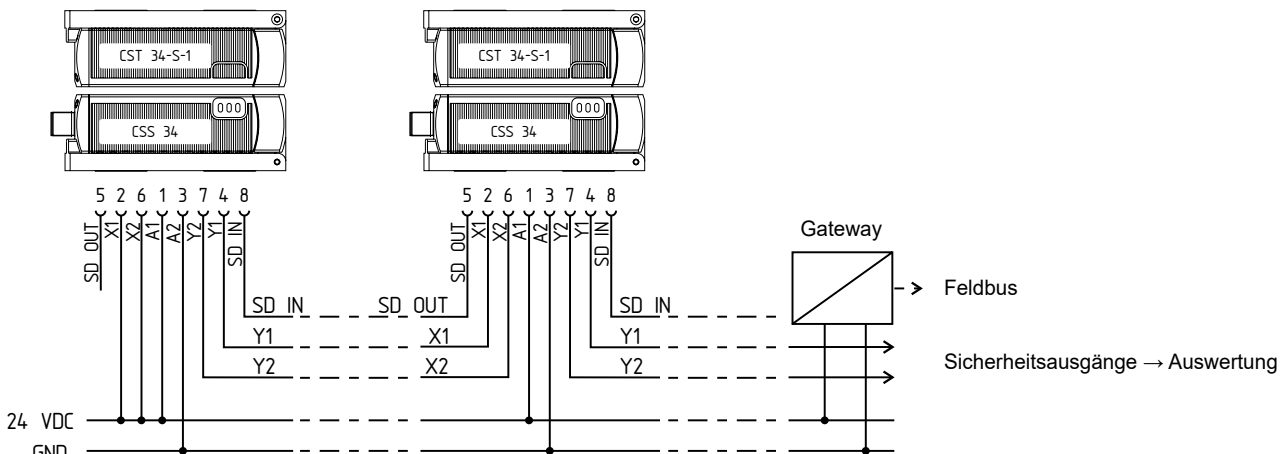 CST 34-S-1 CST 34-S-1
000 000
CSS 34 CSS 34
5 2 6 1 3 7 4 8 5 2 6 1 3 7 4 8
SD OUT X1 X2 A1 A2 Y2 Y1 SD IN SD OUT X1 X2 A1 A2 Y2 Y1 SD IN
Gateway
Feldbus
SD IN SD OUT SD IN
Y1 X1 Y1
Sicherheitsausgänge → Auswertung
Y2 X2 Y2
24 VDC
GND